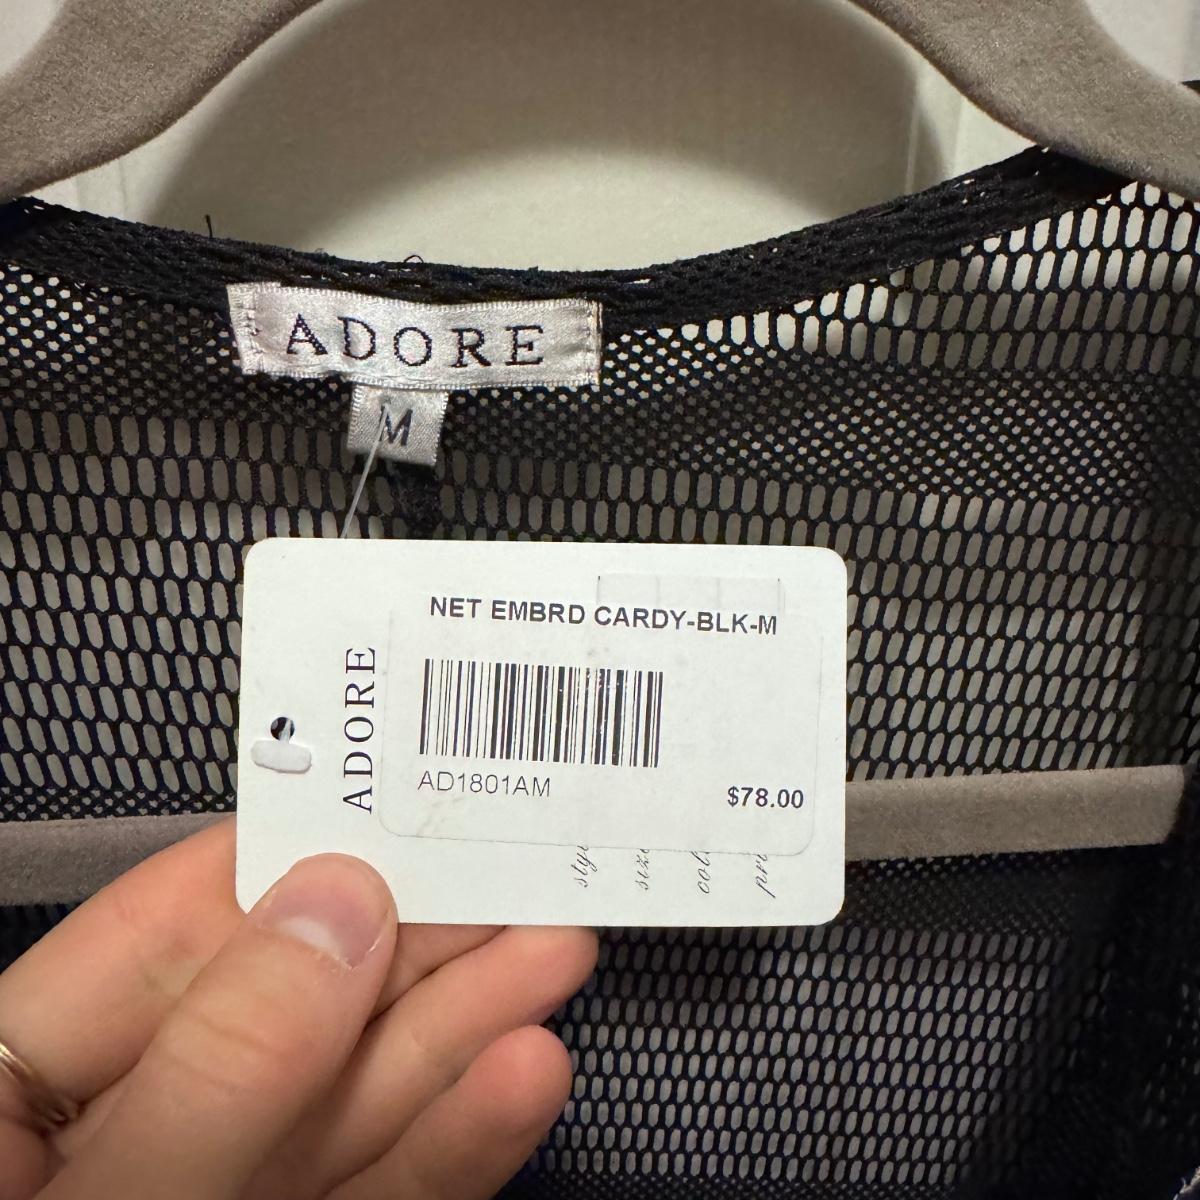 ADORE
M
NET EMBRD CARDY-BLK-M
ADORE
AD1801AM
$78.00